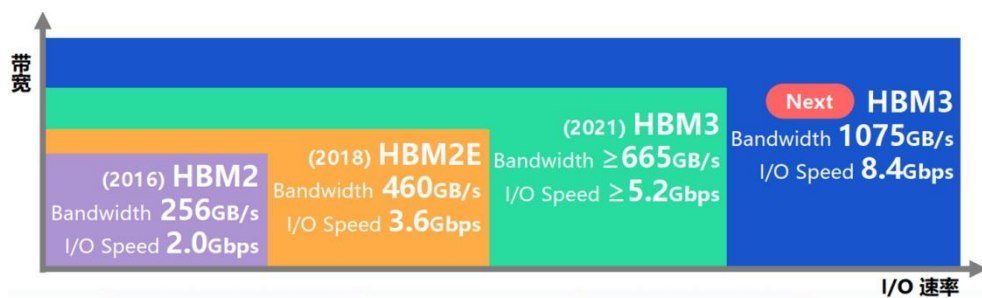 带宽
(2016) HBM2
Bandwidth 256GB/s
I/O Speed 2.0Gbps
(2018) HBM2E
Bandwidth 460GB/s
I/O Speed 3.6Gbps
(2021) HBM3
Bandwidth ≥665GB/s
I/O Speed ≥5.2Gbps
Next HBM3
Bandwidth 1075GB/s
I/O Speed 8.4Gbps
I/O 速率